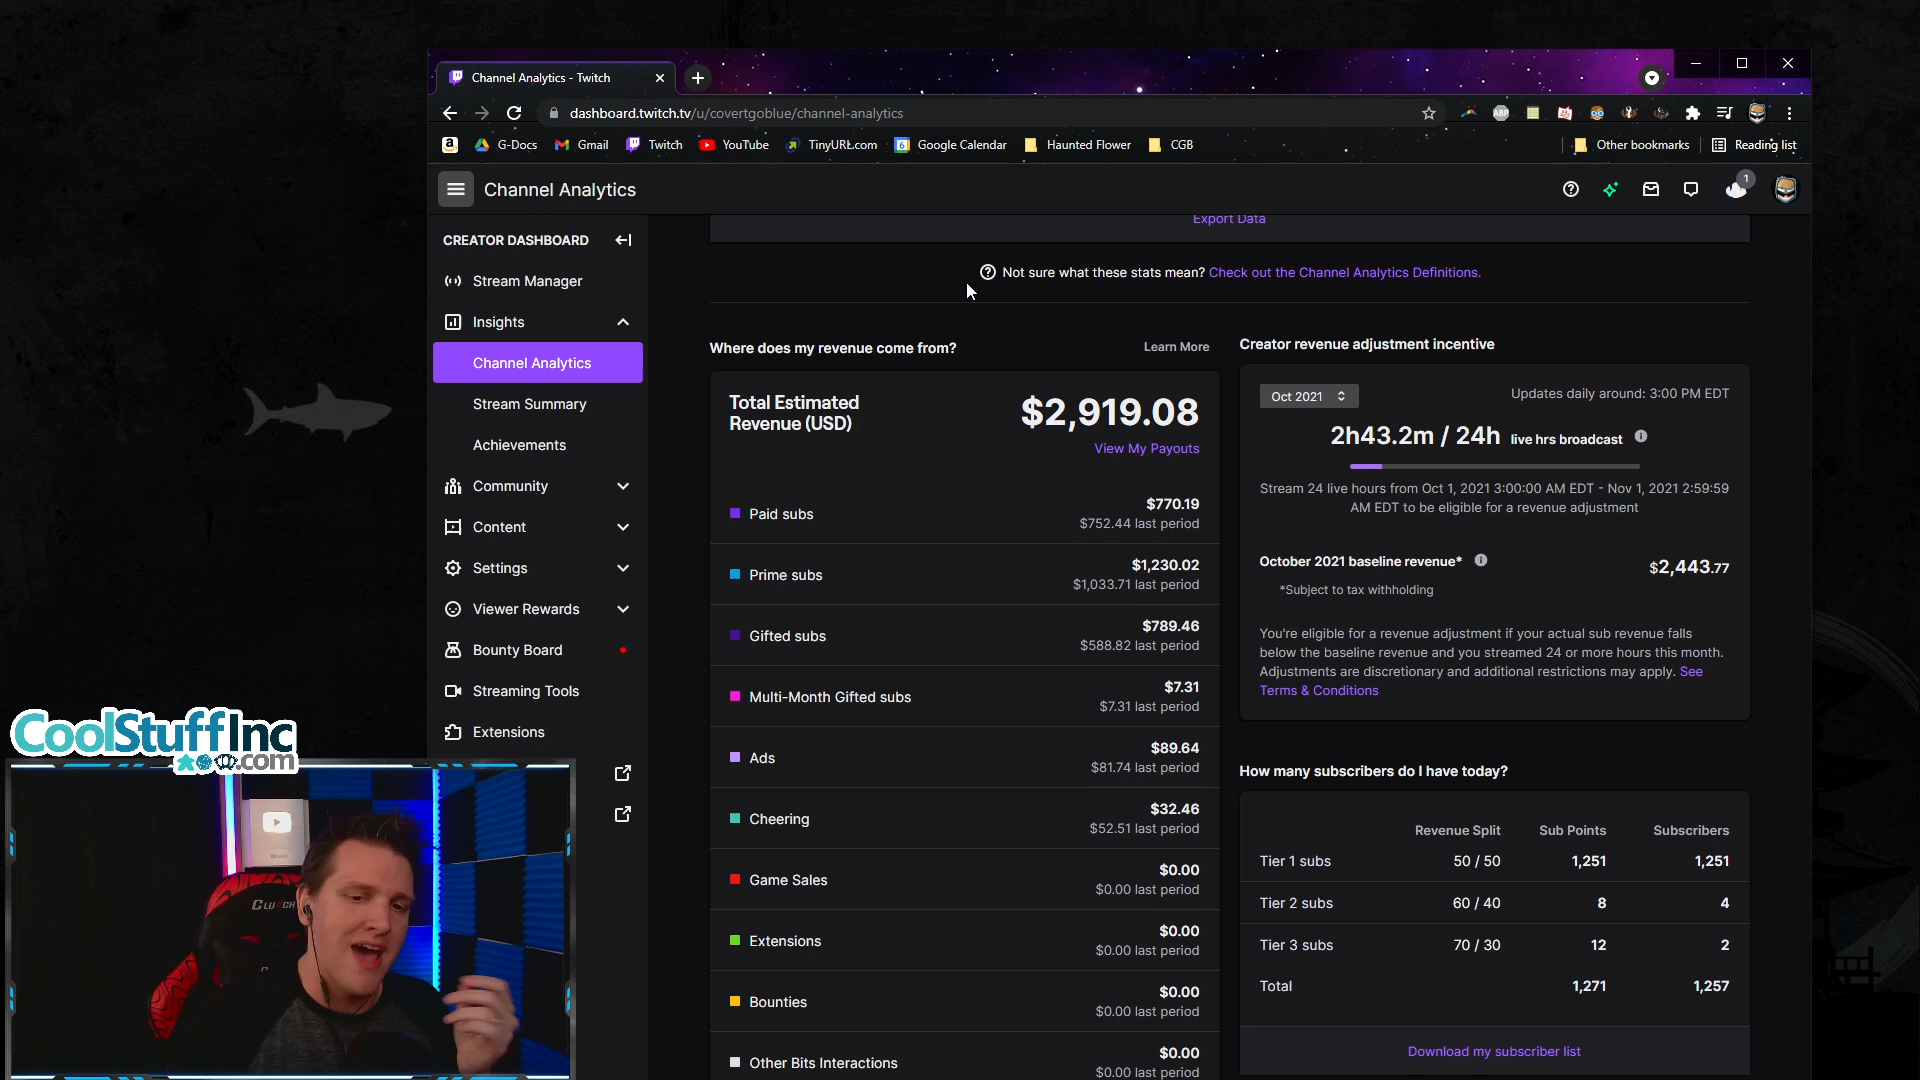 Channel Analytics - Twitch
dashboard.twitch.tv/u/covertgoblue/channel-analytics
ABP
G-Docs
Gmail
Twitch
YouTube
TinyURL.com
6
Google Calendar
Haunted Flower
CGB
Other bookmarks
Reading list
Channel Analytics
1
CREATOR DASHBOARD
Stream Manager
Insights
Channel Analytics
Stream Summary
Achievements
Community
Content
Settings
Viewer Rewards
Bounty Board
Streaming Tools
Extensions
Export Data
Not sure what these stats mean? Check out the Channel Analytics Definitions.
Where does my revenue come from?
Learn More
Total Estimated
Revenue (USD)
$2,919.08
View My Payouts
Paid subs
$770.19
$752.44 last period
Prime subs
$1,230.02
$1,033.71 last period
Gifted subs
$789.46
$588.82 last period
Multi-Month Gifted subs
$7.31
$7.31 last period
Ads
$89.64
$81.74 last period
Cheering
$32.46
$52.51 last period
Game Sales
$0.00
$0.00 last period
Extensions
$0.00
$0.00 last period
Bounties
$0.00
$0.00 last period
Other Bits Interactions
$0.00
$0.00 last period
Creator revenue adjustment incentive
Oct 2021
Updates daily around: 3:00 PM EDT
2h43.2m / 24h live hrs broadcast
Stream 24 live hours from Oct 1, 2021 3:00:00 AM EDT - Nov 1, 2021 2:59:59
AM EDT to be eligible for a revenue adjustment
October 2021 baseline revenue*
$2,443.77
*Subject to tax withholding
You're eligible for a revenue adjustment if your actual sub revenue falls
below the baseline revenue and you streamed 24 or more hours this month.
Adjustments are discretionary and additional restrictions may apply. See
Terms & Conditions
How many subscribers do I have today?
Revenue Split Sub Points Subscribers
Tier 1 subs 50 / 50 1,251 1,251
Tier 2 subs 60 / 40 8 4
Tier 3 subs 70 / 30 12 2
Total 1,271 1,257
Download my subscriber list
CoolStuffInc
.com
CLUTCH